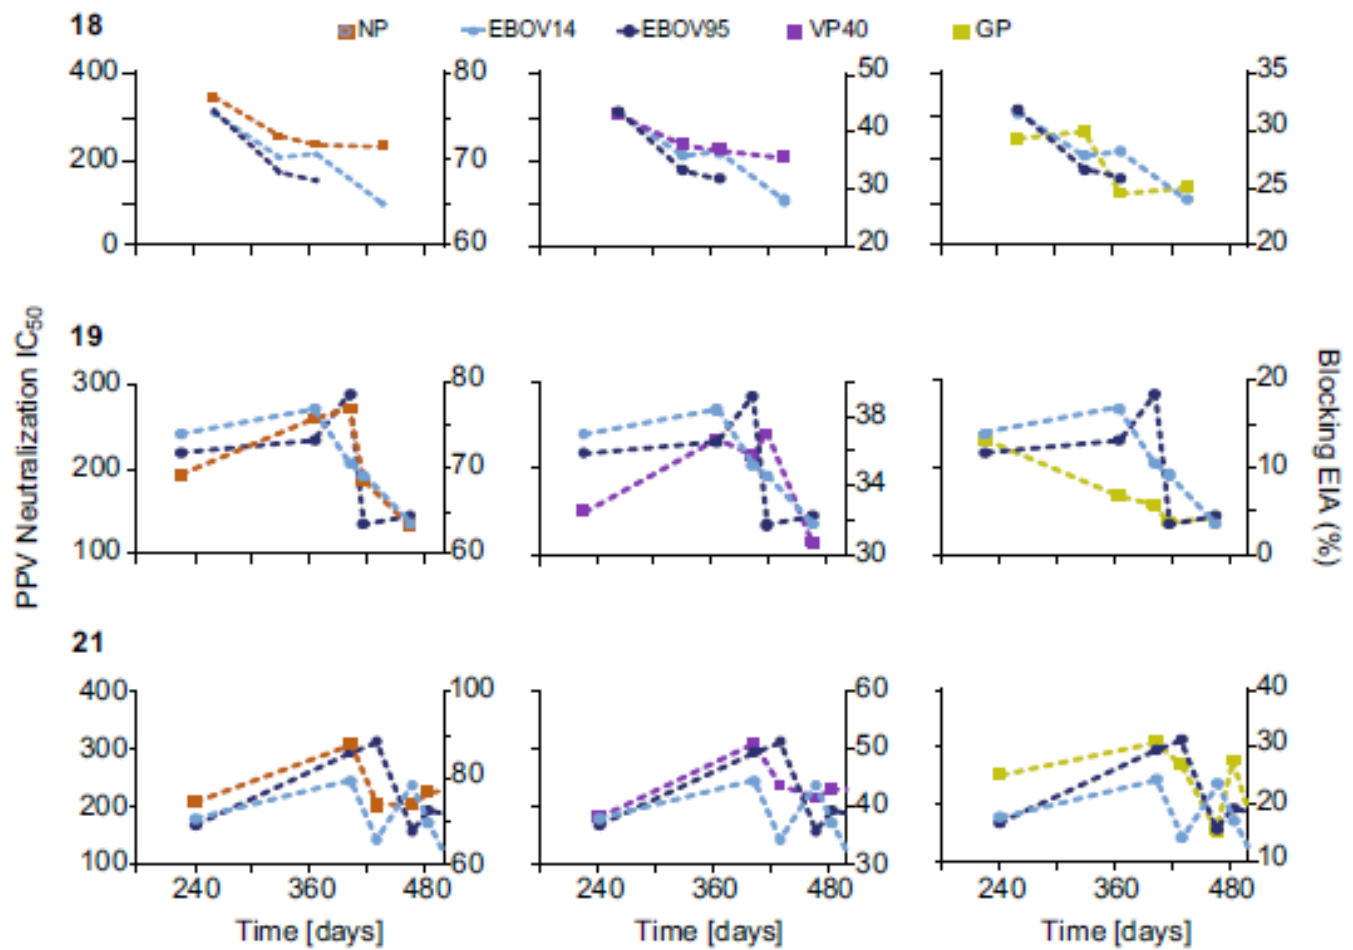 18
NP EBOV14 EBOV95 VP40 GP
400 80 50 35
200 70 40 30
30 25
0 60 20 20
PPV Neutralization IC50
Blocking EIA (%)
19
300 80 38 20
200 70 34 10
100 60 30 0
21
400 100 60 40
300 50 30
200 80 40 20
100 60 30 10
240 360 480 240 360 480 240 360 480
Time [days] Time [days] Time [days]